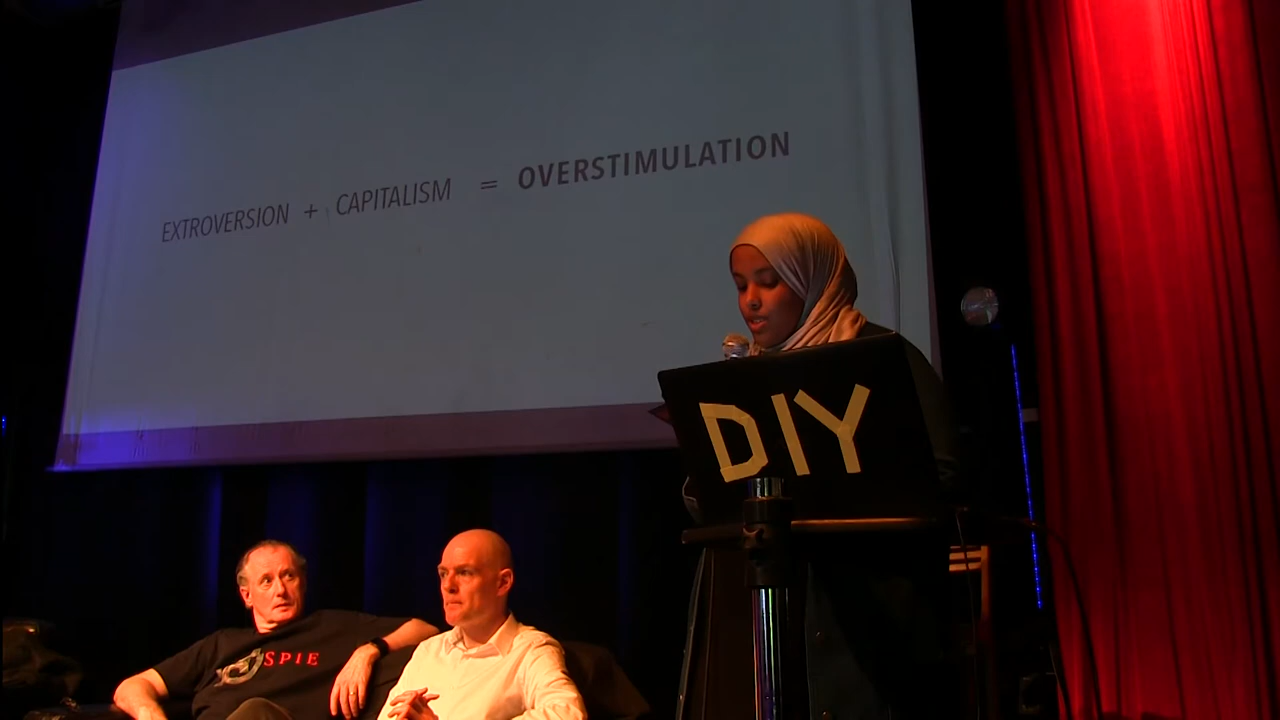 EXTROVERSION + CAPITALISM = OVERSTIMULATION
DIY
SPIE